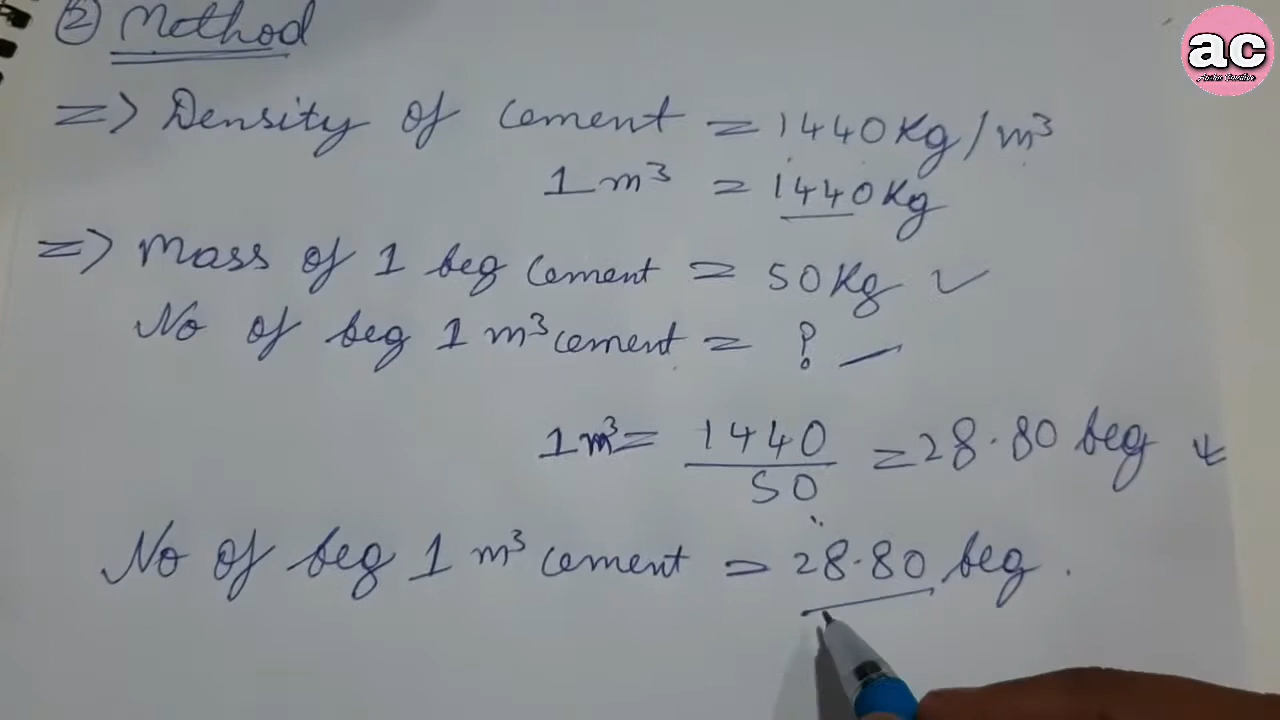 ② Method
ac
=> Density of cement = 1440 Kg/m³
1 m³ = 1440 Kg
=> Mass of 1 beg cement = 50 Kg ✓
No of beg 1 m³ cement = ?
1 m³ = 1440/50 = 28.80 beg
No of beg 1 m³ cement = 28.80 beg.